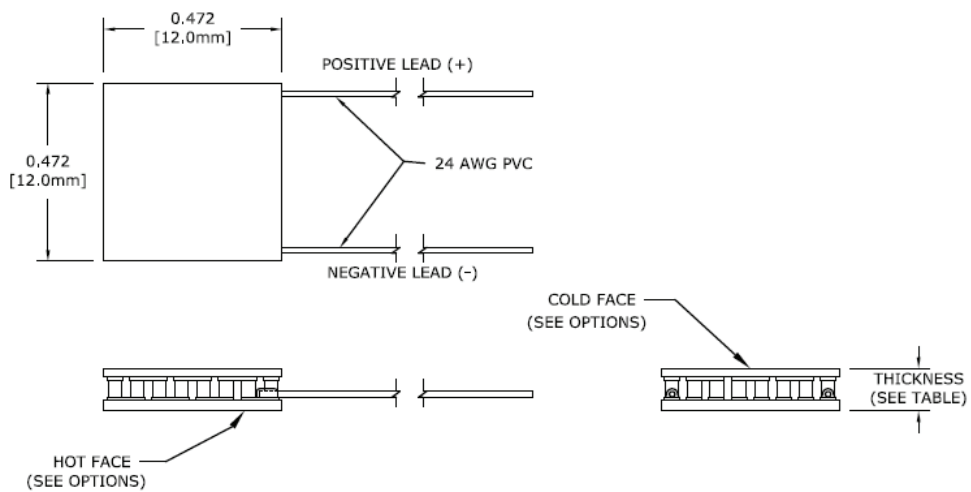 0.472
[12.0mm]
POSITIVE LEAD (+)
0.472
[12.0mm]
24 AWG PVC
NEGATIVE LEAD (-)
COLD FACE
(SEE OPTIONS)
THICKNESS
(SEE TABLE)
HOT FACE
(SEE OPTIONS)